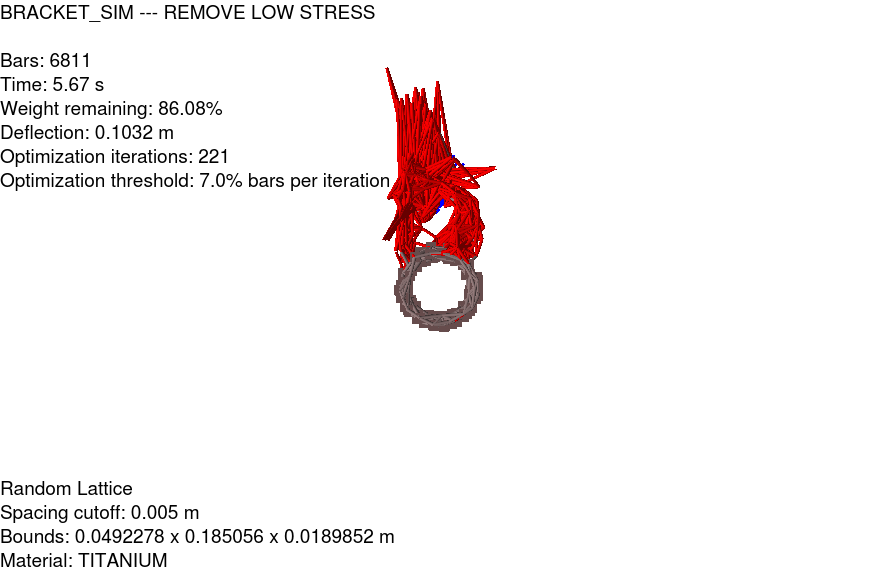 BRACKET_SIM --- REMOVE LOW STRESS
Bars: 6811
Time: 5.67 s
Weight remaining: 86.08%
Deflection: 0.1032 m
Optimization iterations: 221
Optimization threshold: 7.0% bars per iteration
Random Lattice
Spacing cutoff: 0.005 m
Bounds: 0.0492278 x 0.185056 x 0.0189852 m
Material: TITANIUM